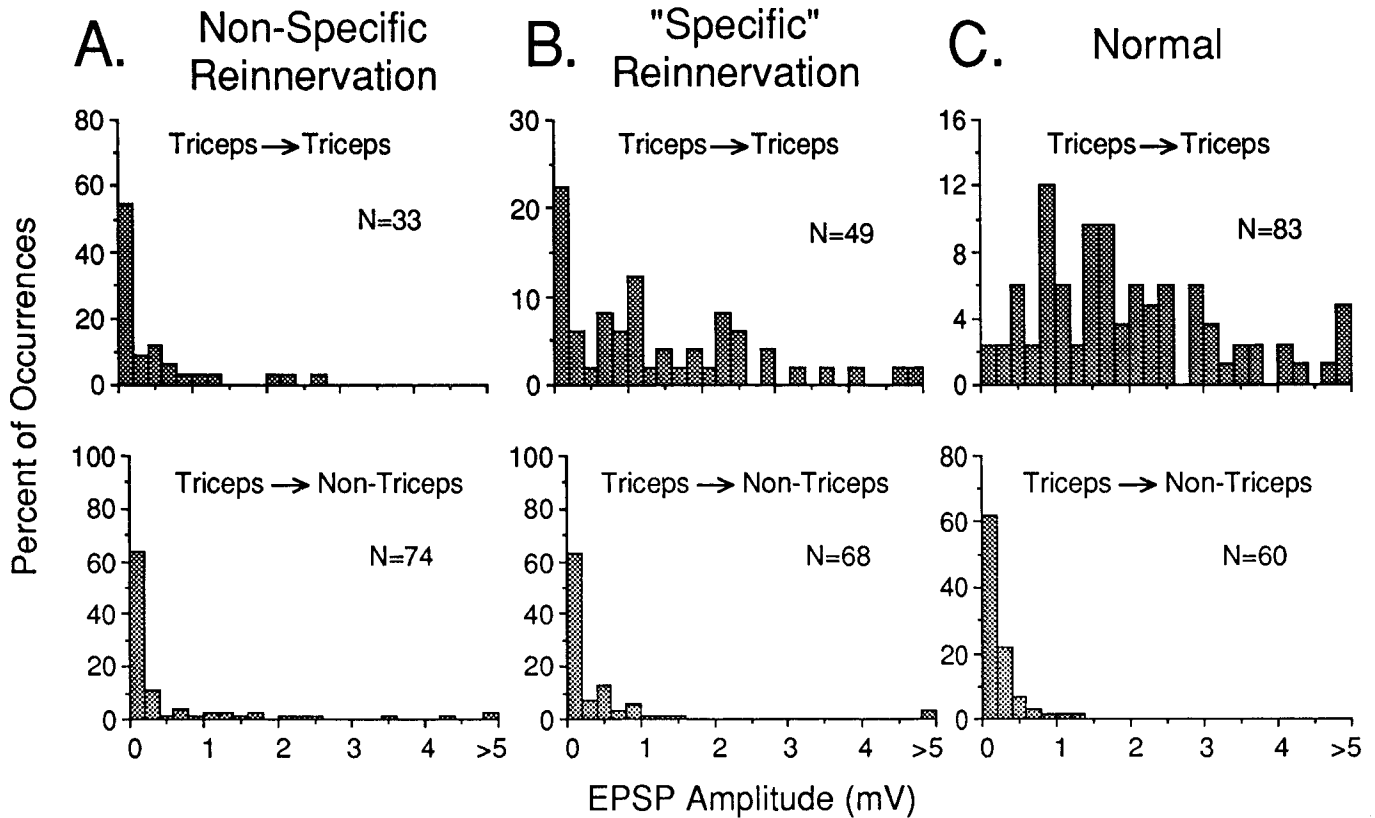 A.
Non-Specific
Reinnervation
B.
"Specific"
Reinnervation
C.
Normal
Percent of Occurrences
80
60
40
20
0
Triceps → Triceps
N=33
30
20
10
0
Triceps → Triceps
N=49
16
12
8
4
0
Triceps → Triceps
N=83
100
80
60
40
20
0
Triceps → Non-Triceps
N=74
0 1 2 3 4 >5
100
80
60
40
20
0
Triceps → Non-Triceps
N=68
0 1 2 3 4 >5
80
60
40
20
0
Triceps → Non-Triceps
N=60
0 1 2 3 4 >5
EPSP Amplitude (mV)